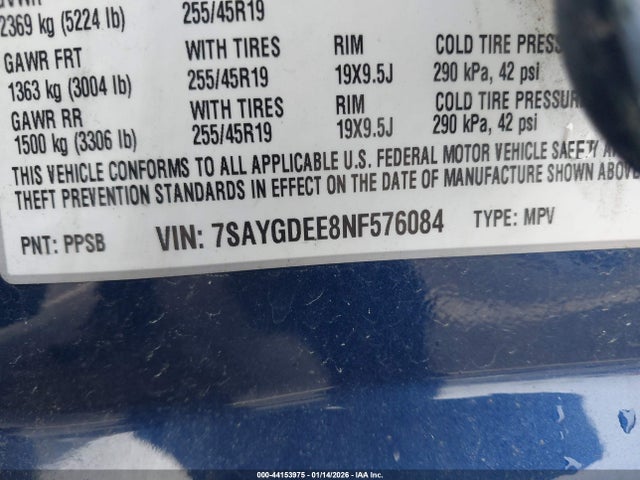 2369 kg (5224 lb) 255/45R19
GAWR FRT WITH TIRES RIM COLD TIRE PRESSU
1363 kg (3004 lb) 255/45R19 19X9.5J 290 kPa, 42 psi
GAWR RR WITH TIRES RIM COLD TIRE PRESSUR
1500 kg (3306 lb) 255/45R19 19X9.5J 290 kPa, 42 psi
THIS VEHICLE CONFORMS TO ALL APPLICABLE U.S. FEDERAL MOTOR VEHICLE SAFETY A
THEFT PREVENTION STANDARDS IN EFFECT ON THE DATE OF MANUFACTURE SHOWN ABOVE
PNT: PPSB VIN: 7SAYGDEE8NF576084 TYPE: MPV
000-44153975 - 01/14/2026 - IAA Inc.